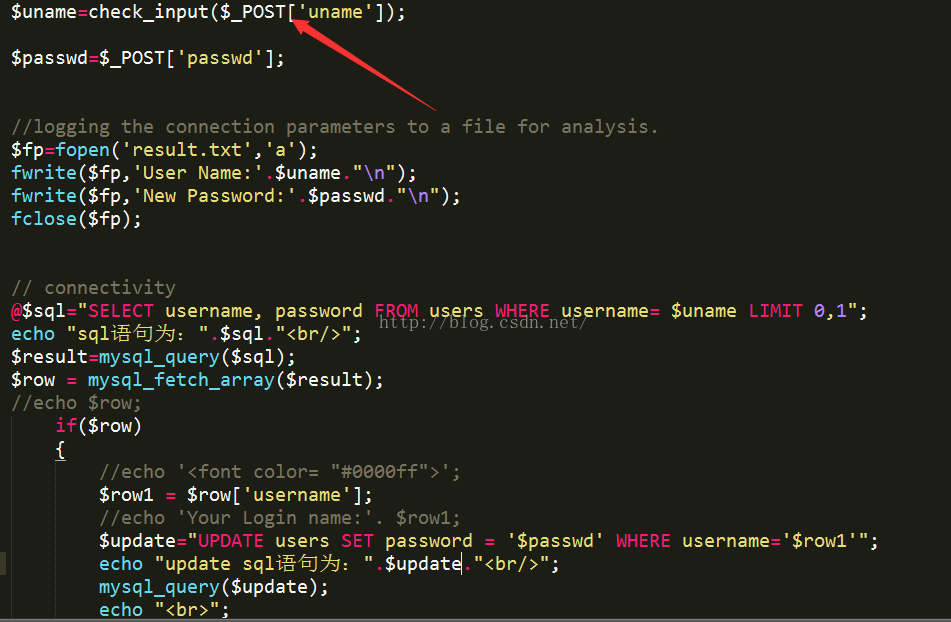 $uname=check_input($_POST['uname']);
$passwd=$_POST['passwd'];
//logging the connection parameters to a file for analysis.
$fp=fopen('result.txt','a');
fwrite($fp,'User Name:'.$uname."\n");
fwrite($fp,'New Password:'.$passwd."\n");
fclose($fp);
// connectivity
@$sql="SELECT username, password FROM users WHERE username= $uname LIMIT 0,1";
http://blog.csdn.net/
echo "sql语句为: ".$sql."<br/>";
$result=mysql_query($sql);
$row = mysql_fetch_array($result);
//echo $row;
if($row)
{
//echo '<font color= "#0000ff">';
$row1 = $row['username'];
//echo 'Your Login name:'. $row1;
$update="UPDATE users SET password = '$passwd' WHERE username='$row1'";
echo "update sql语句为: ".$update."<br/>";
mysql_query($update);
echo "<br>";